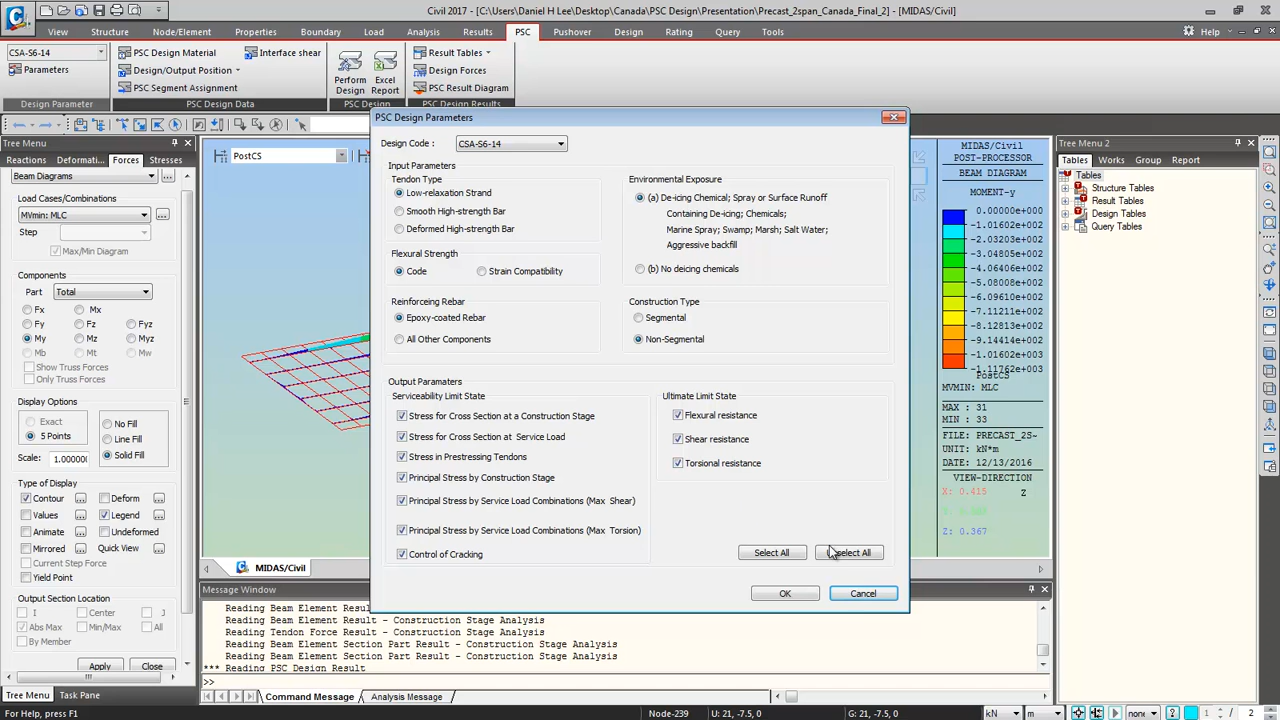 Civil 2017 - [C:\Users\Daniel H Lee\Desktop\Canada\PSC Design\Presentation\Precast_2span_Canada_Final_2] - [MIDAS/Civil]
View Structure Node/Element Properties Boundary Load Analysis Results PSC Pushover Design Rating Query Tools Help
CSA-S6-14
Parameters
Design Parameter
PSC Design Material
Design/Output Position
PSC Segment Assignment
Interface shear
PSC Design Data
Perform Design
Excel Report
PSC Design
Result Tables
Design Forces
PSC Result Diagram
PSC Design Results
Tree Menu
Reactions Deformati... Forces Stresses
Beam Diagrams
Load Cases/Combinations
MVmin: MLC
Step
Max/Min Diagram
Components
Part Total
Fx Mx
Fy Fz Fyz
My Mz Myz
Mb Mt Mw
Show Truss Forces
Only Truss Forces
Display Options
Exact
5 Points
No Fill
Line Fill
Solid Fill
Scale: 1.00000
Type of Display
Contour Deform
Values Legend
Animate Undeformed
Mirrored Quick View
Current Step Force
Yield Point
Output Section Location
I Center J
Abs Max Min/Max All
By Member
Apply Close
Tree Menu Task Pane
PostCS
PSC Design Parameters
Design Code : CSA-S6-14
Input Parameters
Tendon Type
Low-relaxation Strand
Smooth High-strength Bar
Deformed High-strength Bar
Flexural Strength
Code Strain Compatibility
Reinforceing Rebar
Epoxy-coated Rebar
All Other Components
Environmental Exposure
(a) De-icing Chemical; Spray or Surface Runoff
Containing De-icing; Chemicals;
Marine Spray; Swamp; Marsh; Salt Water;
Aggressive backfill
(b) No deicing chemicals
Construction Type
Segmental
Non-Segmental
Output Paramaters
Serviceability Limit State
Stress for Cross Section at a Construction Stage
Stress for Cross Section at Service Load
Stress in Prestressing Tendons
Principal Stress by Construction Stage
Principal Stress by Service Load Combinations (Max Shear)
Principal Stress by Service Load Combinations (Max Torsion)
Control of Cracking
Ultimate Limit State
Flexural resistance
Shear resistance
Torsional resistance
Select All
select All
OK Cancel
MIDAS/Civil
POST-PROCESSOR
BEAM DIAGRAM
MOMENT-y
0.00000e+000
-1.01602e+
-2.03203e+
-3.04805e+
-4.06406e+
-5.08008e+
-6.09610e+
-7.11211e+
-8.12813e+
-9.14414e+
-1.01602e+003
-1.11762e+003
PostCS
MVMIN: MLC
MAX : 31
MIN : 33
FILE: PRECAST_2S~
UNIT: kN*m
DATE: 12/13/2016
VIEW-DIRECTION
X: 0.415
Z
Z: 0.367
Tree Menu 2
Tables Works Group Report
Tables
Structure Tables
Result Tables
Design Tables
Query Tables
MIDAS/Civil
Message Window
Reading Beam Element Result - Construction Stage Analysis
Reading Tendon Force Result - Construction Stage Analysis
Reading Beam Element Section Part Result - Construction Stage Analysis
Reading Beam Element Section Part Result - Construction Stage Analysis
*** Reading PSC Design Result
>>
Command Message Analysis Message
For Help, press F1
Node-239
U: 21, -7.5, 0
G: 21, -7.5, 0
kN m none 1 / 2